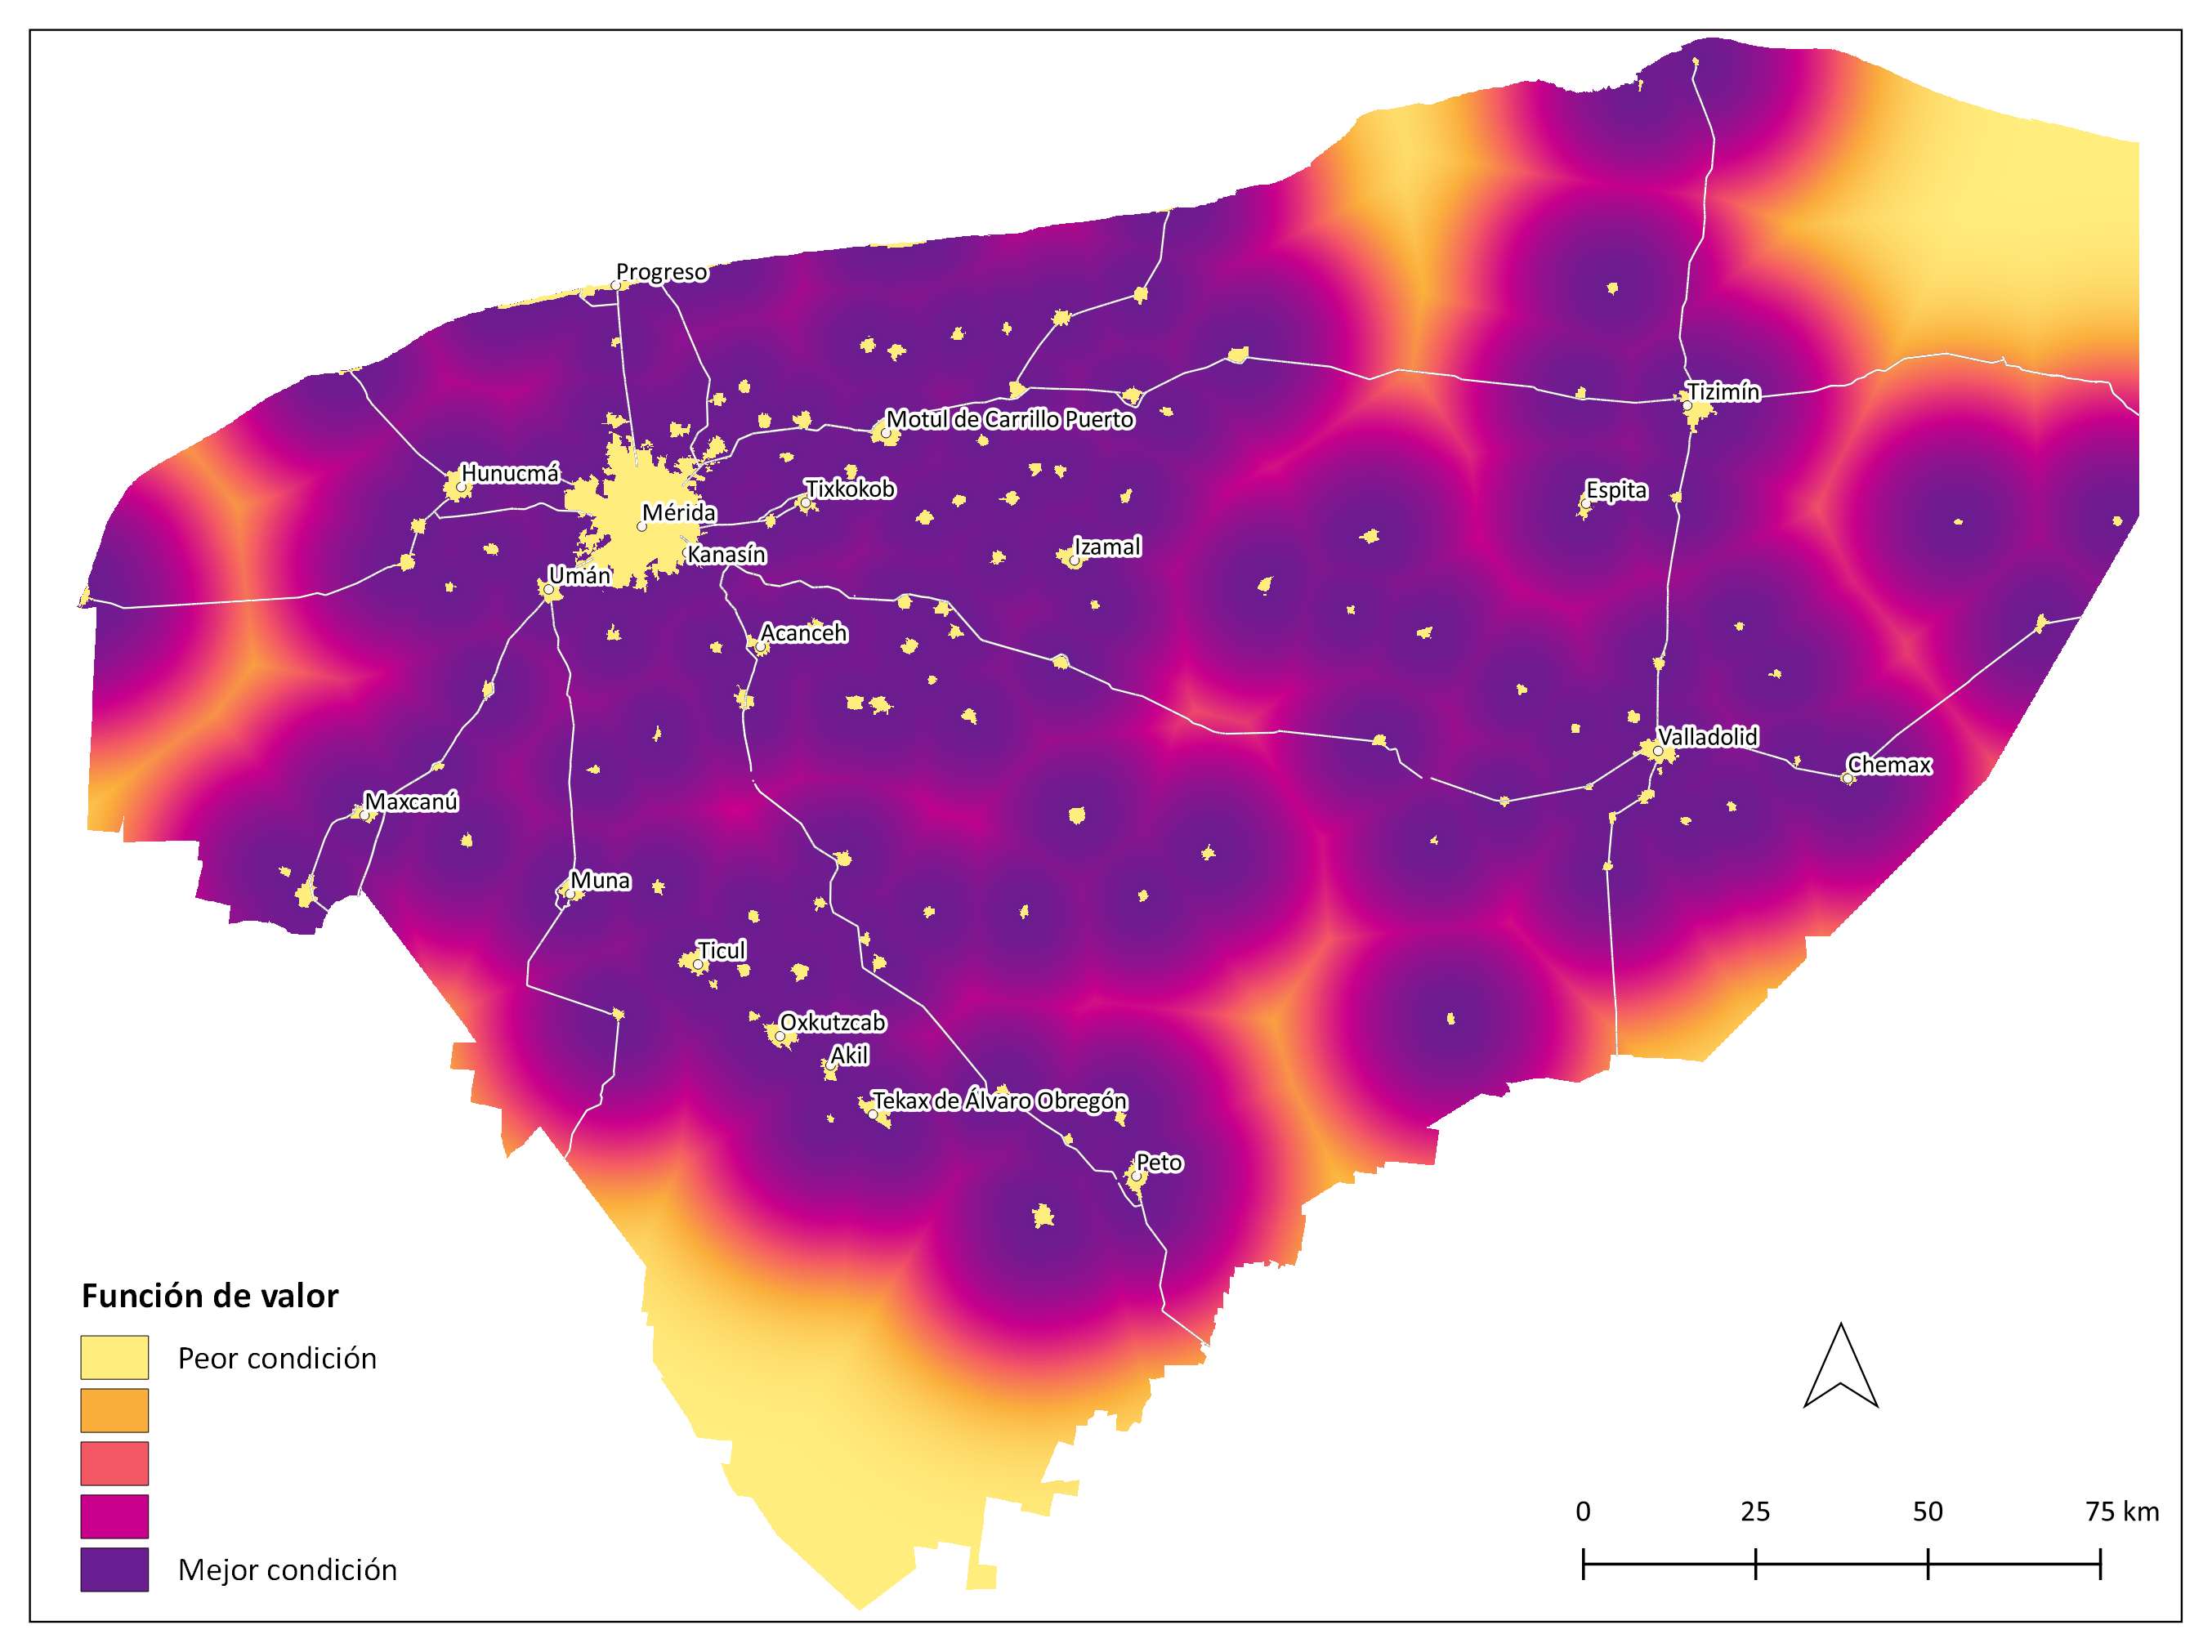 Progreso
Tizimín
Motul de Carrillo Puerto
Hunucmá
Tixkokob
Espita
Mérida
Izamal
Kanasín
Umán
Acanceh
Valladolid
Chemax
Maxcanú
Muna
Ticul
Oxkutzcab
Akil
Tekax de Álvaro Obregón
Peto
Función de valor
Peor condición
Mejor condición
0 25 50 75 km